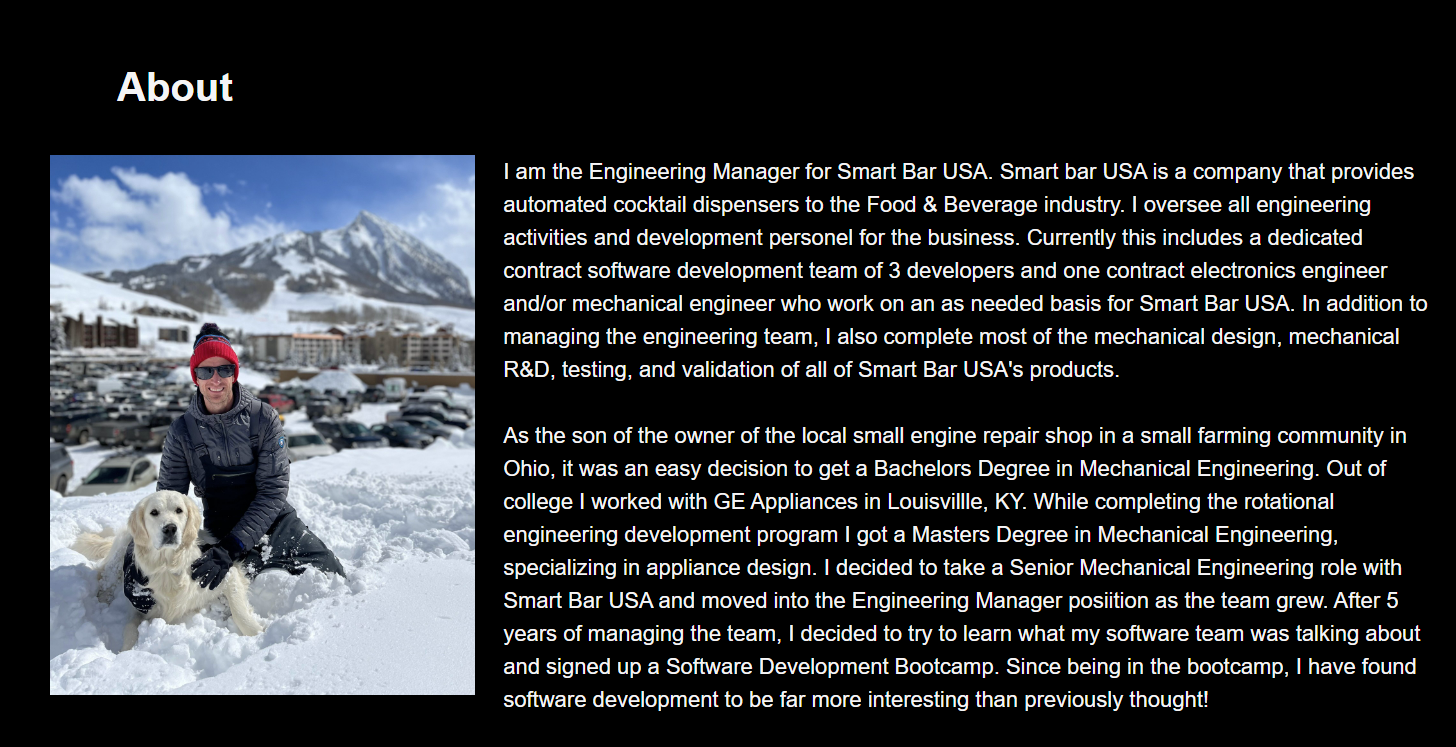 About
I am the Engineering Manager for Smart Bar USA. Smart bar USA is a company that provides
automated cocktail dispensers to the Food & Beverage industry. I oversee all engineering
activities and development personel for the business. Currently this includes a dedicated
contract software development team of 3 developers and one contract electronics engineer
and/or mechanical engineer who work on an as needed basis for Smart Bar USA. In addition to
managing the engineering team, I also complete most of the mechanical design, mechanical
R&D, testing, and validation of all of Smart Bar USA's products.
As the son of the owner of the local small engine repair shop in a small farming community in
Ohio, it was an easy decision to get a Bachelors Degree in Mechanical Engineering. Out of
college I worked with GE Appliances in Louisvillle, KY. While completing the rotational
engineering development program I got a Masters Degree in Mechanical Engineering,
specializing in appliance design. I decided to take a Senior Mechanical Engineering role with
Smart Bar USA and moved into the Engineering Manager posiition as the team grew. After 5
years of managing the team, I decided to try to learn what my software team was talking about
and signed up a Software Development Bootcamp. Since being in the bootcamp, I have found
software development to be far more interesting than previously thought!